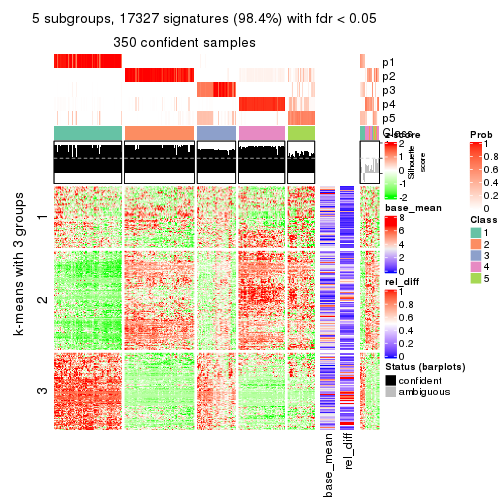 5 subgroups, 17327 signatures (98.4%) with fdr < 0.05
350 confident samples
p1
p2
p3
p4
p5
Class
z-score
2
1
0
-1
-2
Silhouette
score
Prob
1
0.8
0.6
0.4
0.2
0
base_mean
8
6
4
2
0
Class
1
2
3
4
5
rel_diff
1
0.8
0.6
0.4
0.2
0
Status (barplots)
confident
ambiguous
k-means with 3 groups
1
2
3
base_mean
rel_diff